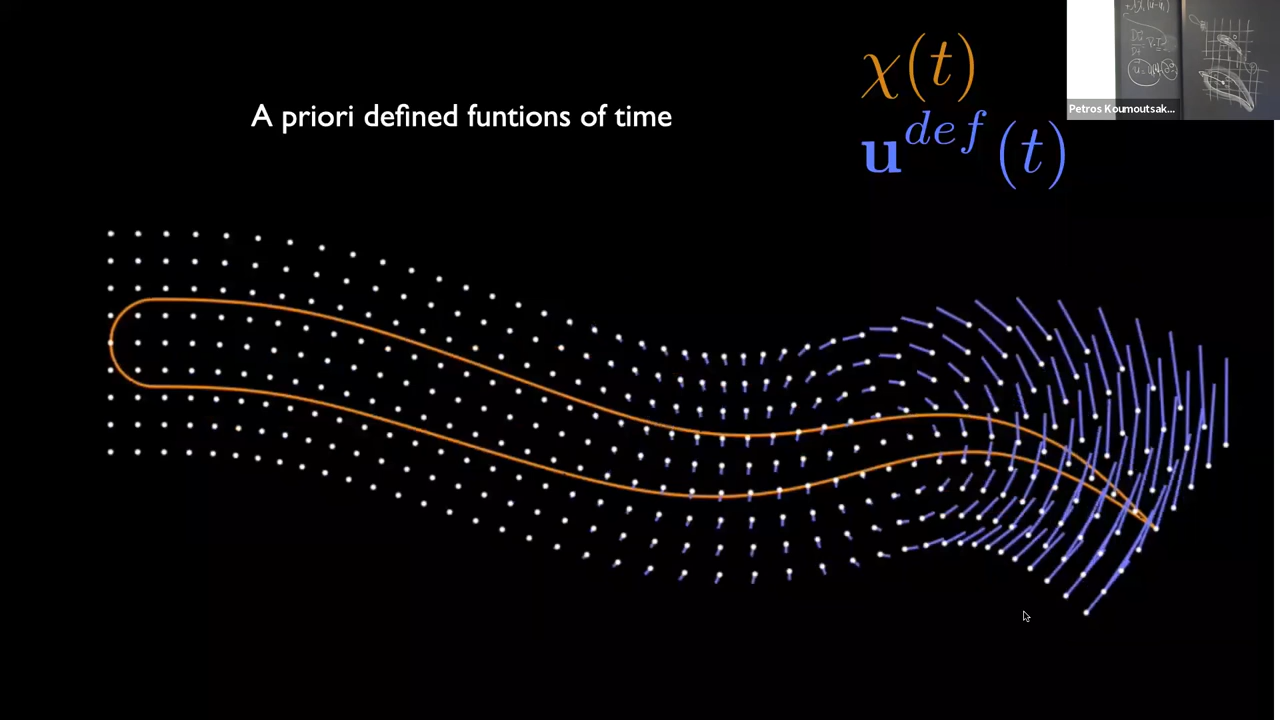 χ(t)
A priori defined funtions of time
u^{def}(t)
Petros Koumoutsak...